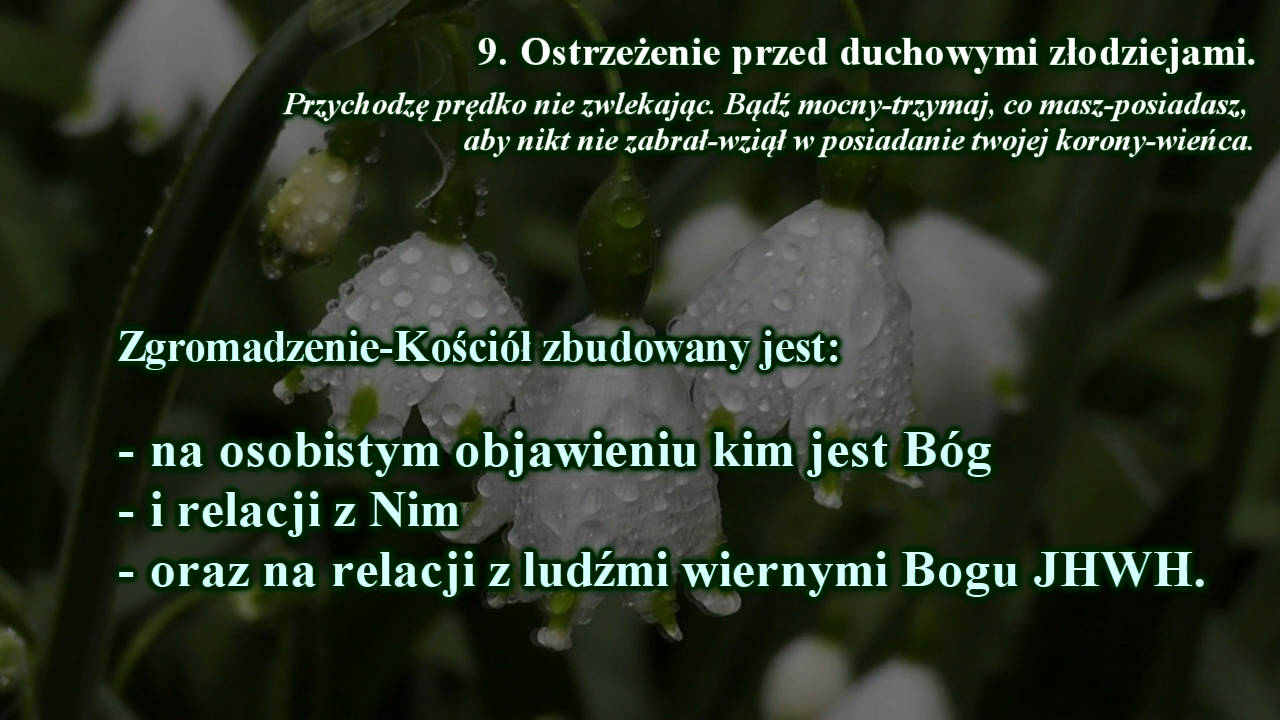 9. Ostrzeżenie przed duchowymi złodziejami.
Przychodzę prędko nie zwlekając. Bądź mocny-trzymaj, co masz-posiadasz,
aby nikt nie zabrał-wziął w posiadanie twojej korony-wieńca.
Zgromadzenie-Kościół zbudowany jest:
- na osobistym objawieniu kim jest Bóg
- i relacji z Nim
- oraz na relacji z ludźmi wiernymi Bogu JHWH.